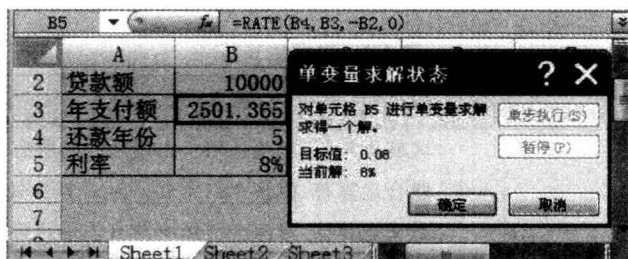 B5 fx =RATE(B4,B3,-B2,0)
A B
2 贷款额 10000
3 年支付额 2501.365
4 还款年份 5
5 利率 8%
6
7
单变量求解状态 ? ×
对单元格 B5 进行单变量求解
求得一个解。
目标值: 0.08
当前解: 8%
单步执行(S)
暂停(P)
确定 取消
Sheet1 Sheet2 Sheet3